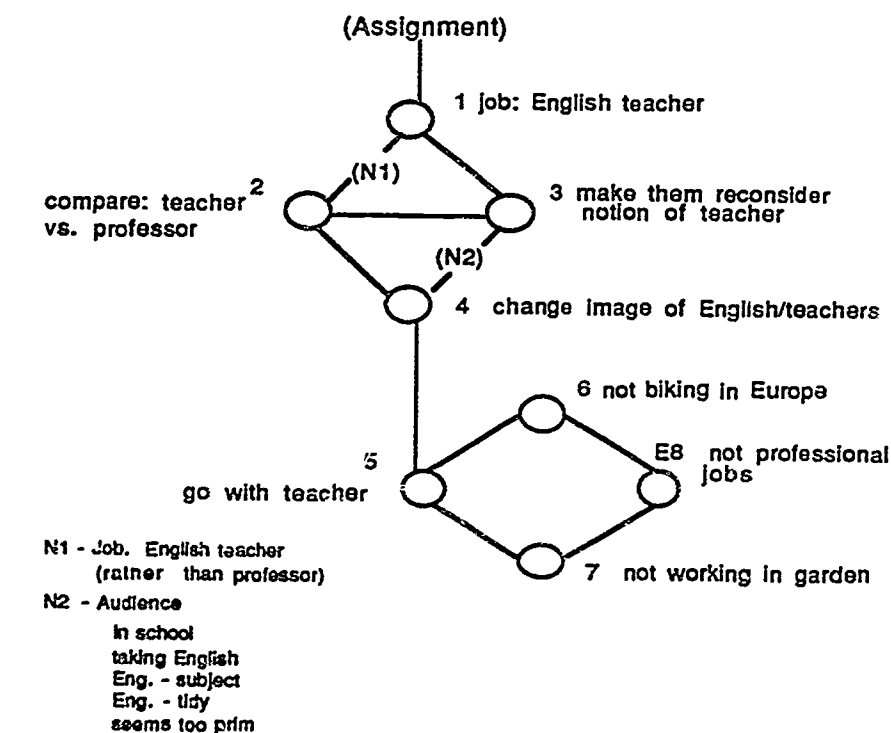 (Assignment)
1 job: English teacher
(N1)
2
compare: teacher
vs. professor
3 make them reconsider
notion of teacher
(N2)
4 change image of English/teachers
6 not biking in Europe
5
go with teacher
E8 not professional
jobs
7 not working in garden
N1 - Job. English teacher
(rather than professor)
N2 - Audience
in school
taking English
Eng. - subject
Eng. - tidy
seems too prim